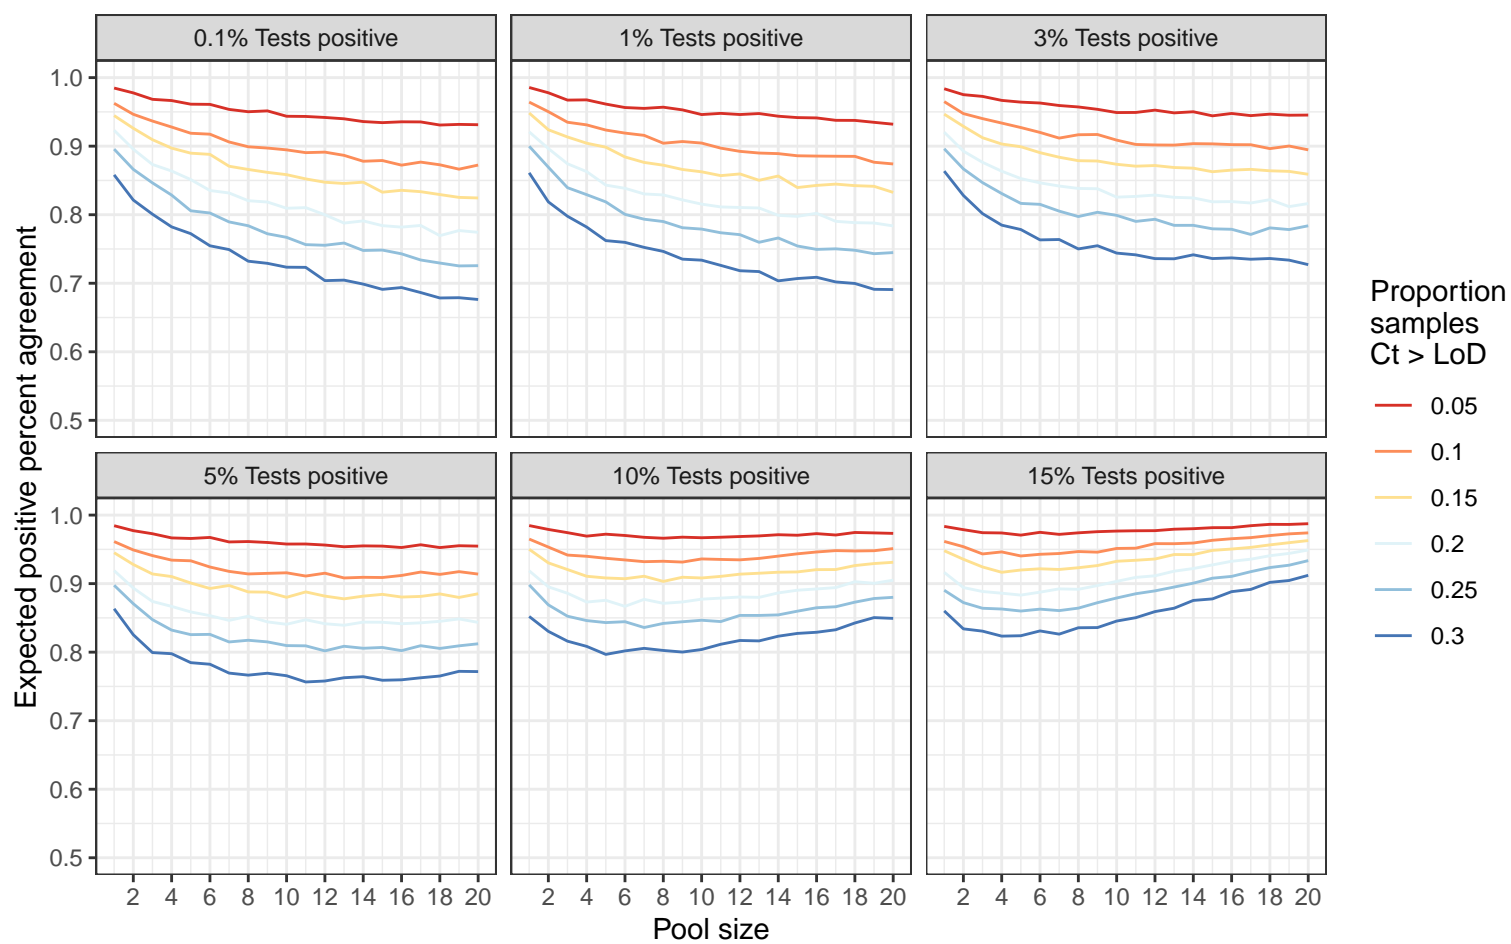 0.1% Tests positive
1% Tests positive
3% Tests positive
1.0
0.9
0.8
0.7
0.6
0.5
5% Tests positive
10% Tests positive
15% Tests positive
1.0
0.9
0.8
0.7
0.6
0.5
Expected positive percent agreement
2 4 6 8 10 12 14 16 18 20
2 4 6 8 10 12 14 16 18 20
2 4 6 8 10 12 14 16 18 20
Pool size
Proportion
samples
Ct > LoD
0.05
0.1
0.15
0.2
0.25
0.3